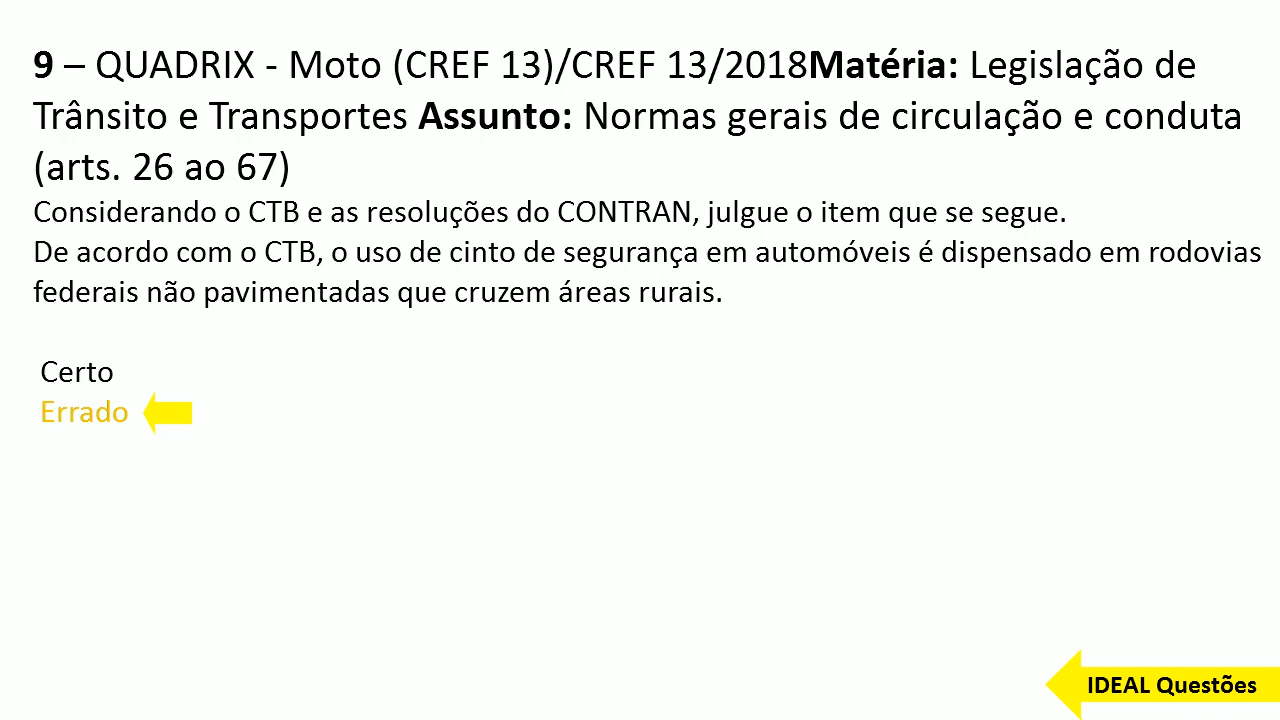 9 – QUADRIX - Moto (CREF 13)/CREF 13/2018Matéria: Legislação de
Trânsito e Transportes Assunto: Normas gerais de circulação e conduta
(arts. 26 ao 67)
Considerando o CTB e as resoluções do CONTRAN, julgue o item que se segue.
De acordo com o CTB, o uso de cinto de segurança em automóveis é dispensado em rodovias
federais não pavimentadas que cruzem áreas rurais.
Certo
Errado
IDEAL Questões